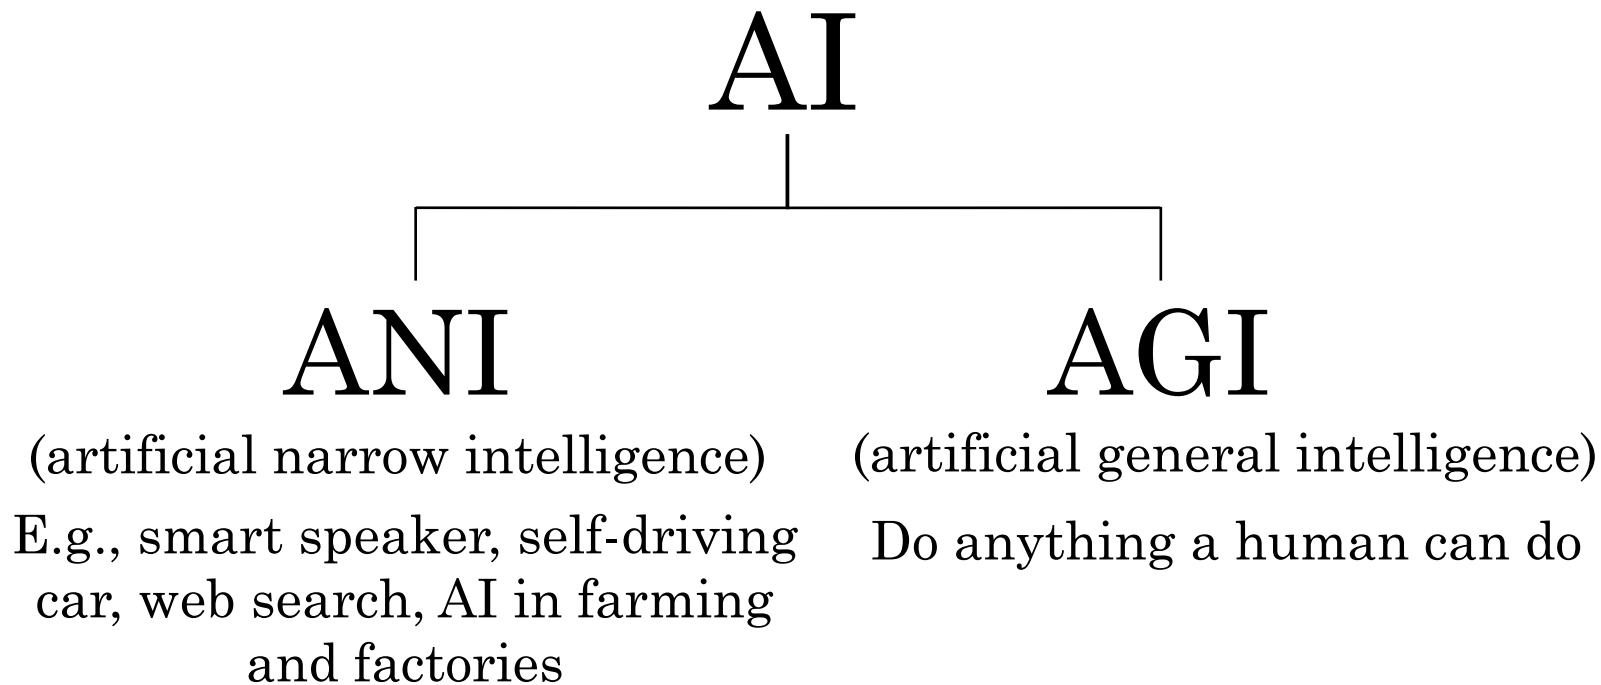 AI
ANI
(artificial narrow intelligence)
E.g., smart speaker, self-driving
car, web search, AI in farming
and factories
AGI
(artificial general intelligence)
Do anything a human can do